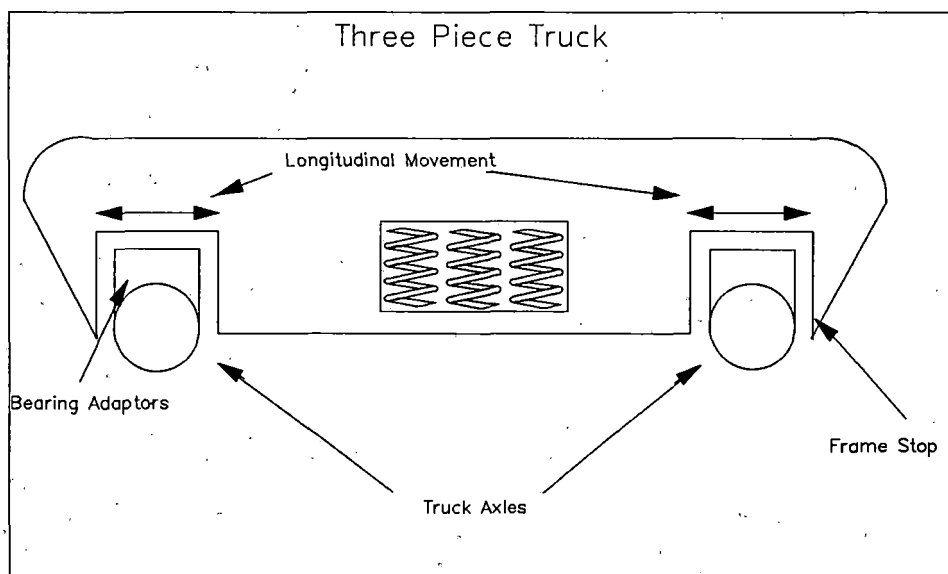 Three Piece Truck
Longitudinal Movement
Bearing Adaptors
Frame Stop
Truck Axles